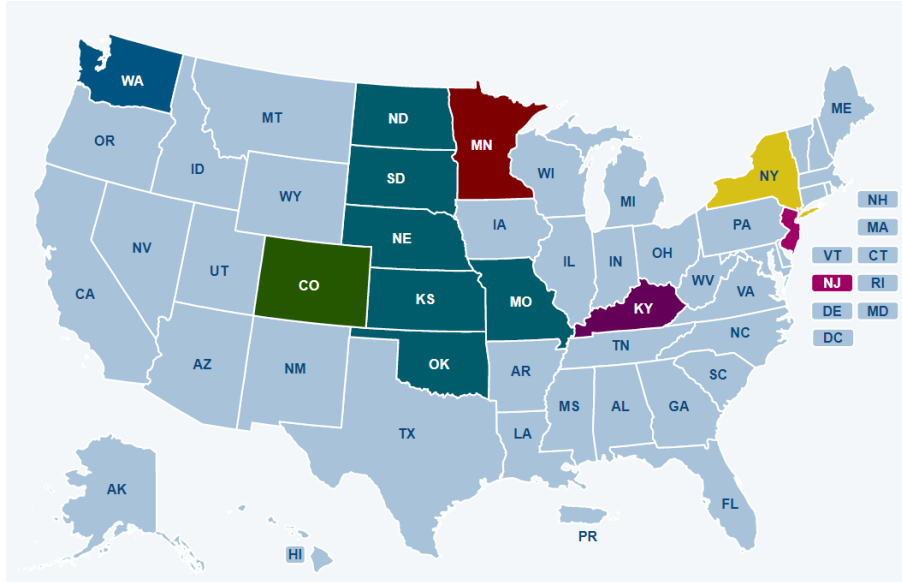 WA
ND
MN
MT
OR
ID
SD
WI
WY
ME
NY
MI
NE
IA
PA
NH
NV
UT
CO
KS
MO
IL
IN
OH
WV
VA
MA
VT
CT
NJ
RI
DE
MD
DC
CA
KY
NC
TN
AZ
NM
OK
AR
SC
MS
AL
GA
TX
LA
AK
FL
HI
PR